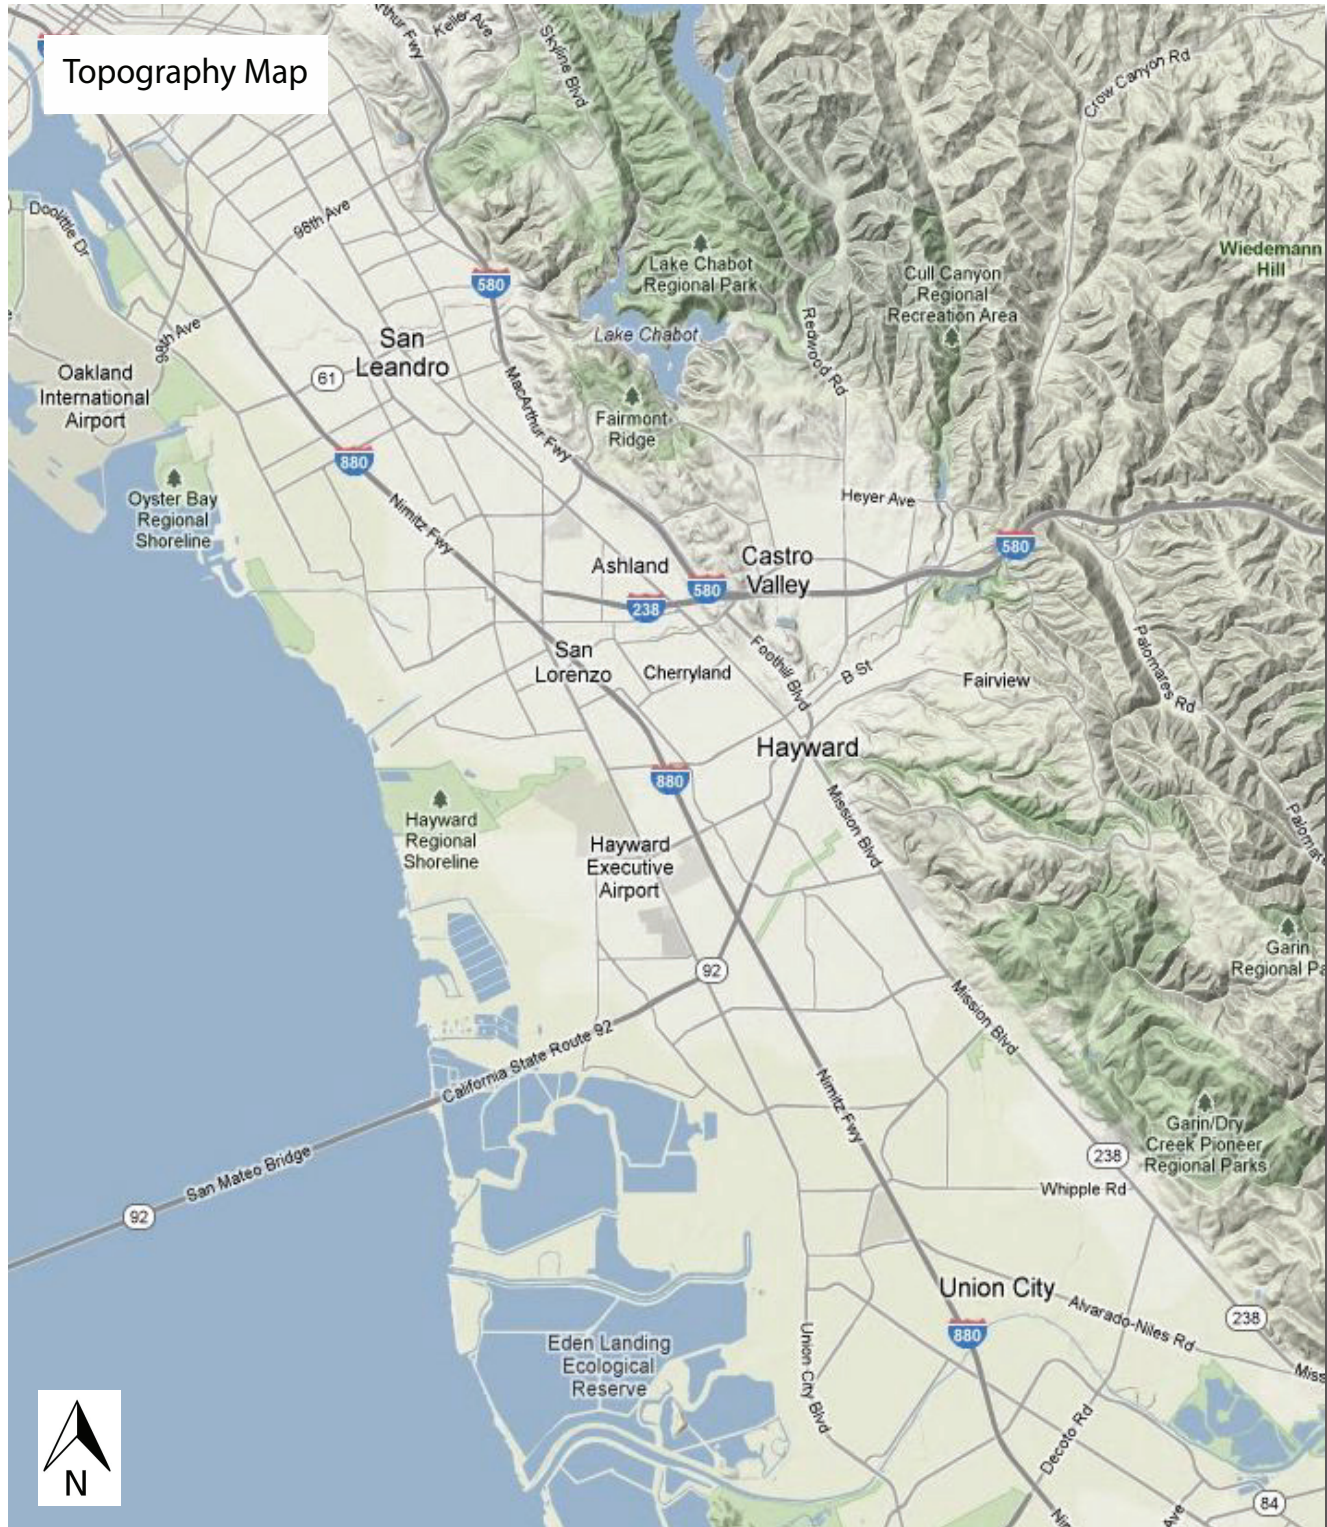 Topography Map
Arthur Fwy
Keller Ave
Skyline Blvd
Crow Canyon Rd
Doolittle Dr
98th Ave
Wiedemann
Hill
Lake Chabot
Regional Park
Cull Canyon
Regional
Recreation Area
580
Lake Chabot
Redwood Rd
98th Ave
San
Leandro
61
Oakland
International
Airport
MacArthur Fwy
Fairmont
Ridge
880
Oyster Bay
Regional
Shoreline
Nimitz Fwy
Heyer Ave
580
Ashland
Castro
Valley
580
238
San
Lorenzo
Cherryland
Foothill Blvd
B St
Fairview
Palomares Rd
Hayward
880
Mission Blvd
Palomar
Hayward
Regional
Shoreline
Hayward
Executive
Airport
Garin
Regional Pa
92
Mission Blvd
California State Route 92
Nimitz Fwy
Garin/Dry
Creek Pioneer
Regional Parks
238
San Mateo Bridge
Whipple Rd
92
Union City
Alvarado-Niles Rd
238
880
Union City Blvd
Eden Landing
Ecological
Reserve
Miss
Decoto Rd
N
84
Nin
Ave